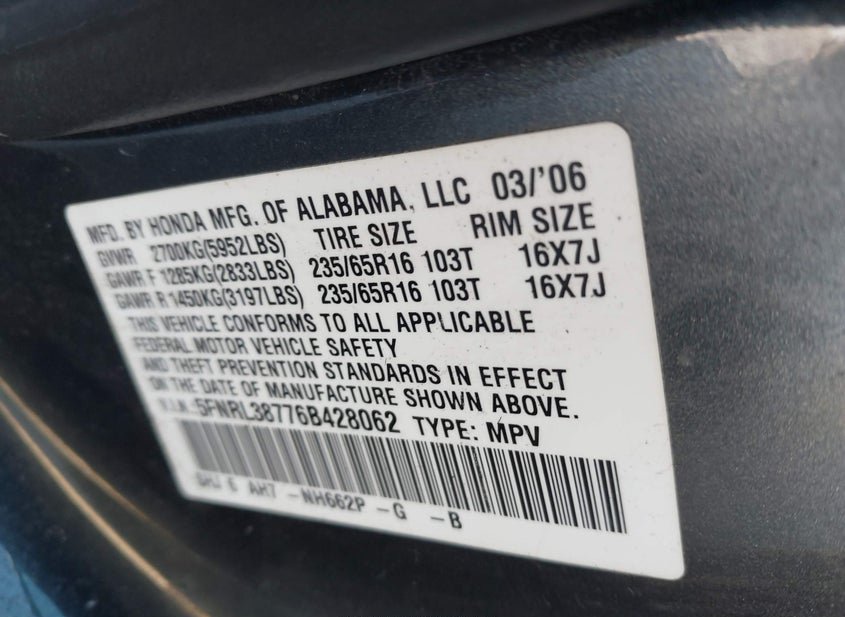 MFD. BY HONDA MFG. OF ALABAMA, LLC 03/'06
GVWR 2700KG(5952LBS) TIRE SIZE RIM SIZE
GAWR F 1285KG(2833LBS) 235/65R16 103T 16X7J
GAWR R 1450KG(3197LBS) 235/65R16 103T 16X7J
THIS VEHICLE CONFORMS TO ALL APPLICABLE
FEDERAL MOTOR VEHICLE SAFETY
AND THEFT PREVENTION STANDARDS IN EFFECT
ON THE DATE OF MANUFACTURE SHOWN ABOVE.
V.I.N.:5FNRL38776B428062 TYPE: MPV
SHJ 6 AH7 -NH662P -G -B